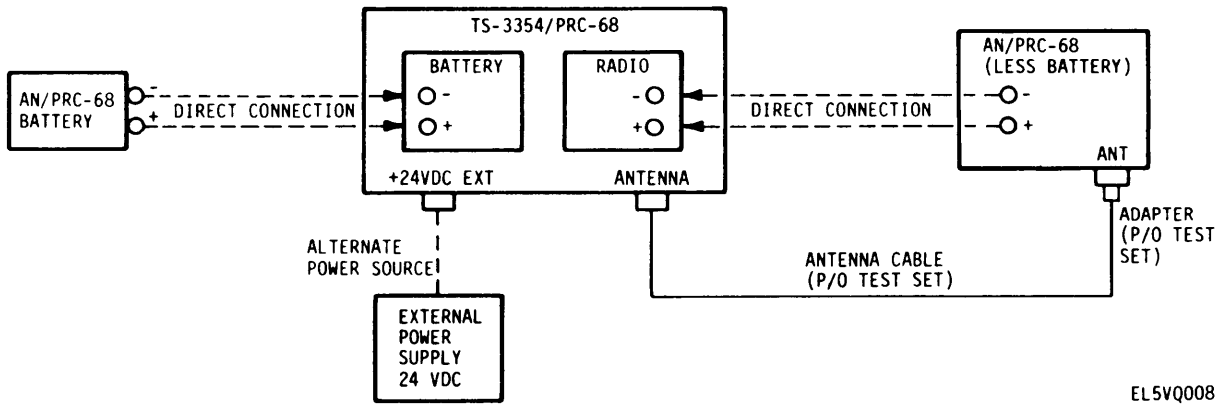 TS-3354/PRC-68
AN/PRC-68
BATTERY
-
+
DIRECT CONNECTION
BATTERY
-
+
RADIO
-
+
DIRECT CONNECTION
AN/PRC-68
(LESS BATTERY)
-
+
ANT
+24VDC EXT
ANTENNA
ALTERNATE
POWER SOURCE
EXTERNAL
POWER
SUPPLY
24 VDC
ANTENNA CABLE
(P/O TEST SET)
ADAPTER
(P/O TEST
SET)
EL5VQ008